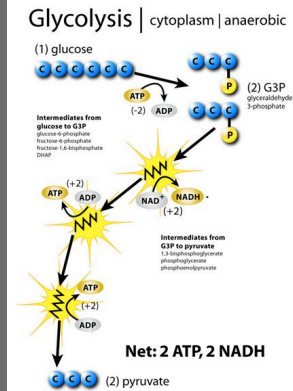 Glycolysis | cytoplasm | anaerobic
(1) glucose
C C C C C C
C C C
P
(2) G3P
glyceraldehyde
3-phosphate
ATP
(-2)
ADP
C C C
P
Intermediates from
glucose to G3P
glucose-6-phosphate
fructose-6-phosphate
fructose-1,6-bisphosphate
DHAP
(+2)
ATP
ADP
NAD+
NADH
(+2)
Intermediates from
G3P to pyruvate
1,3-bisphosphoglycerate
phosphoglycerate
phosphoenolpyruvate
ATP
(+2)
ADP
Net: 2 ATP, 2 NADH
C C C
(2) pyruvate